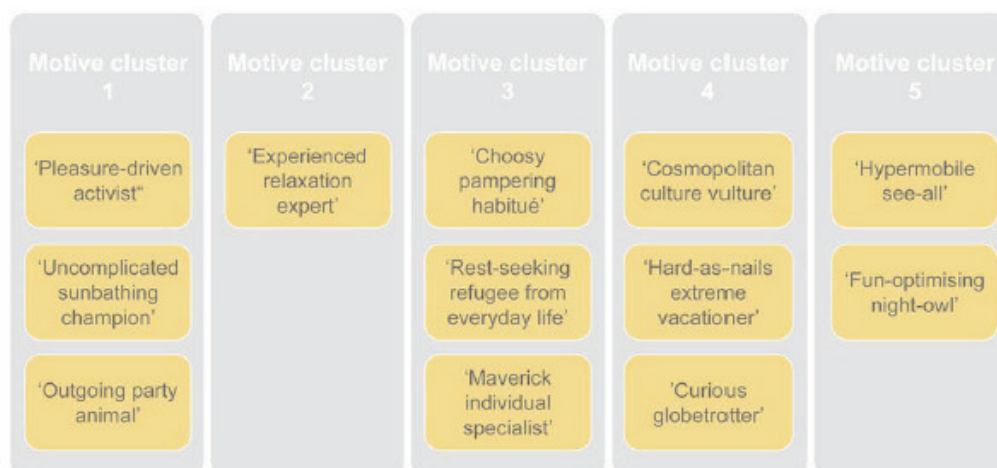 Motive cluster
1
‘Pleasure-driven
activist“
‘Uncomplicated
sunbathing
champion’
‘Outgoing party
animal’
Motive cluster
2
‘Experienced
relaxation
expert’
Motive cluster
3
‘Choosy
pampering
habitué’
‘Rest-seeking
refugee from
everyday life’
‘Maverick
individual
specialist’
Motive cluster
4
‘Cosmopolitan
culture vulture’
‘Hard-as-nails
extreme
vacationer’
‘Curious
globetrotter’
Motive cluster
5
‘Hypermobile
see-all’
‘Fun-optimising
night-owl’